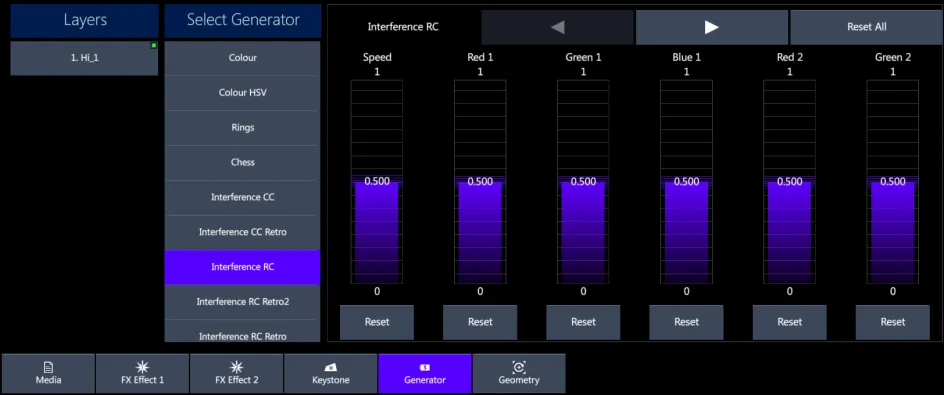 Layers
1. Hi_1
Select Generator
Colour
Colour HSV
Rings
Chess
Interference CC
Interference CC Retro
Interference RC
Interference RC Retro2
Interference RC Retro
Interference RC
Reset All
Speed Red 1 Green 1 Blue 1 Red 2 Green 2
1 1 1 1 1 1
0.500 0.500 0.500 0.500 0.500 0.500
0 0 0 0 0 0
Reset Reset Reset Reset Reset Reset
Media FX Effect 1 FX Effect 2 Keystone Generator Geometry